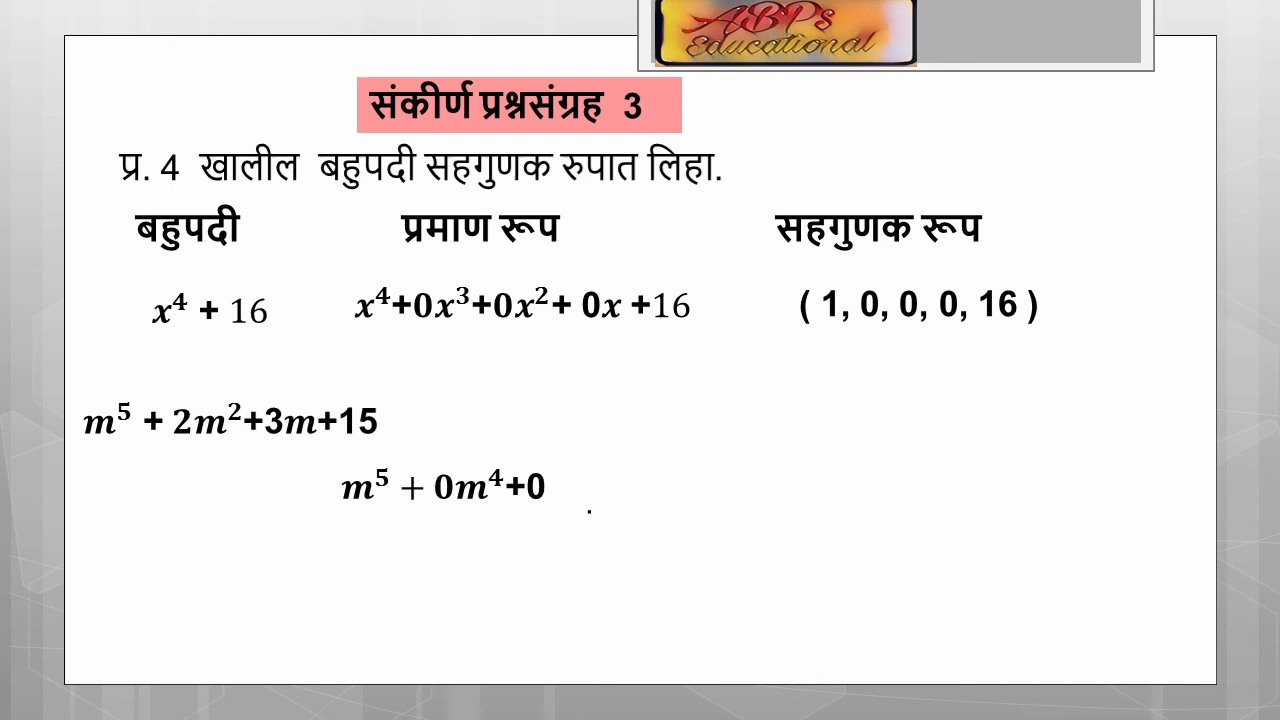 ABPs
Educational
संकीर्ण प्रश्नसंग्रह 3
प्र. 4 खालील बहुपदी सहगुणक रुपात लिहा.
बहुपदी प्रमाण रूप सहगुणक रूप
x⁴ + 16 x⁴+0x³+0x²+ 0x +16 ( 1, 0, 0, 0, 16 )
m⁵ + 2m²+3m+15
m⁵ + 0m⁴+0 .